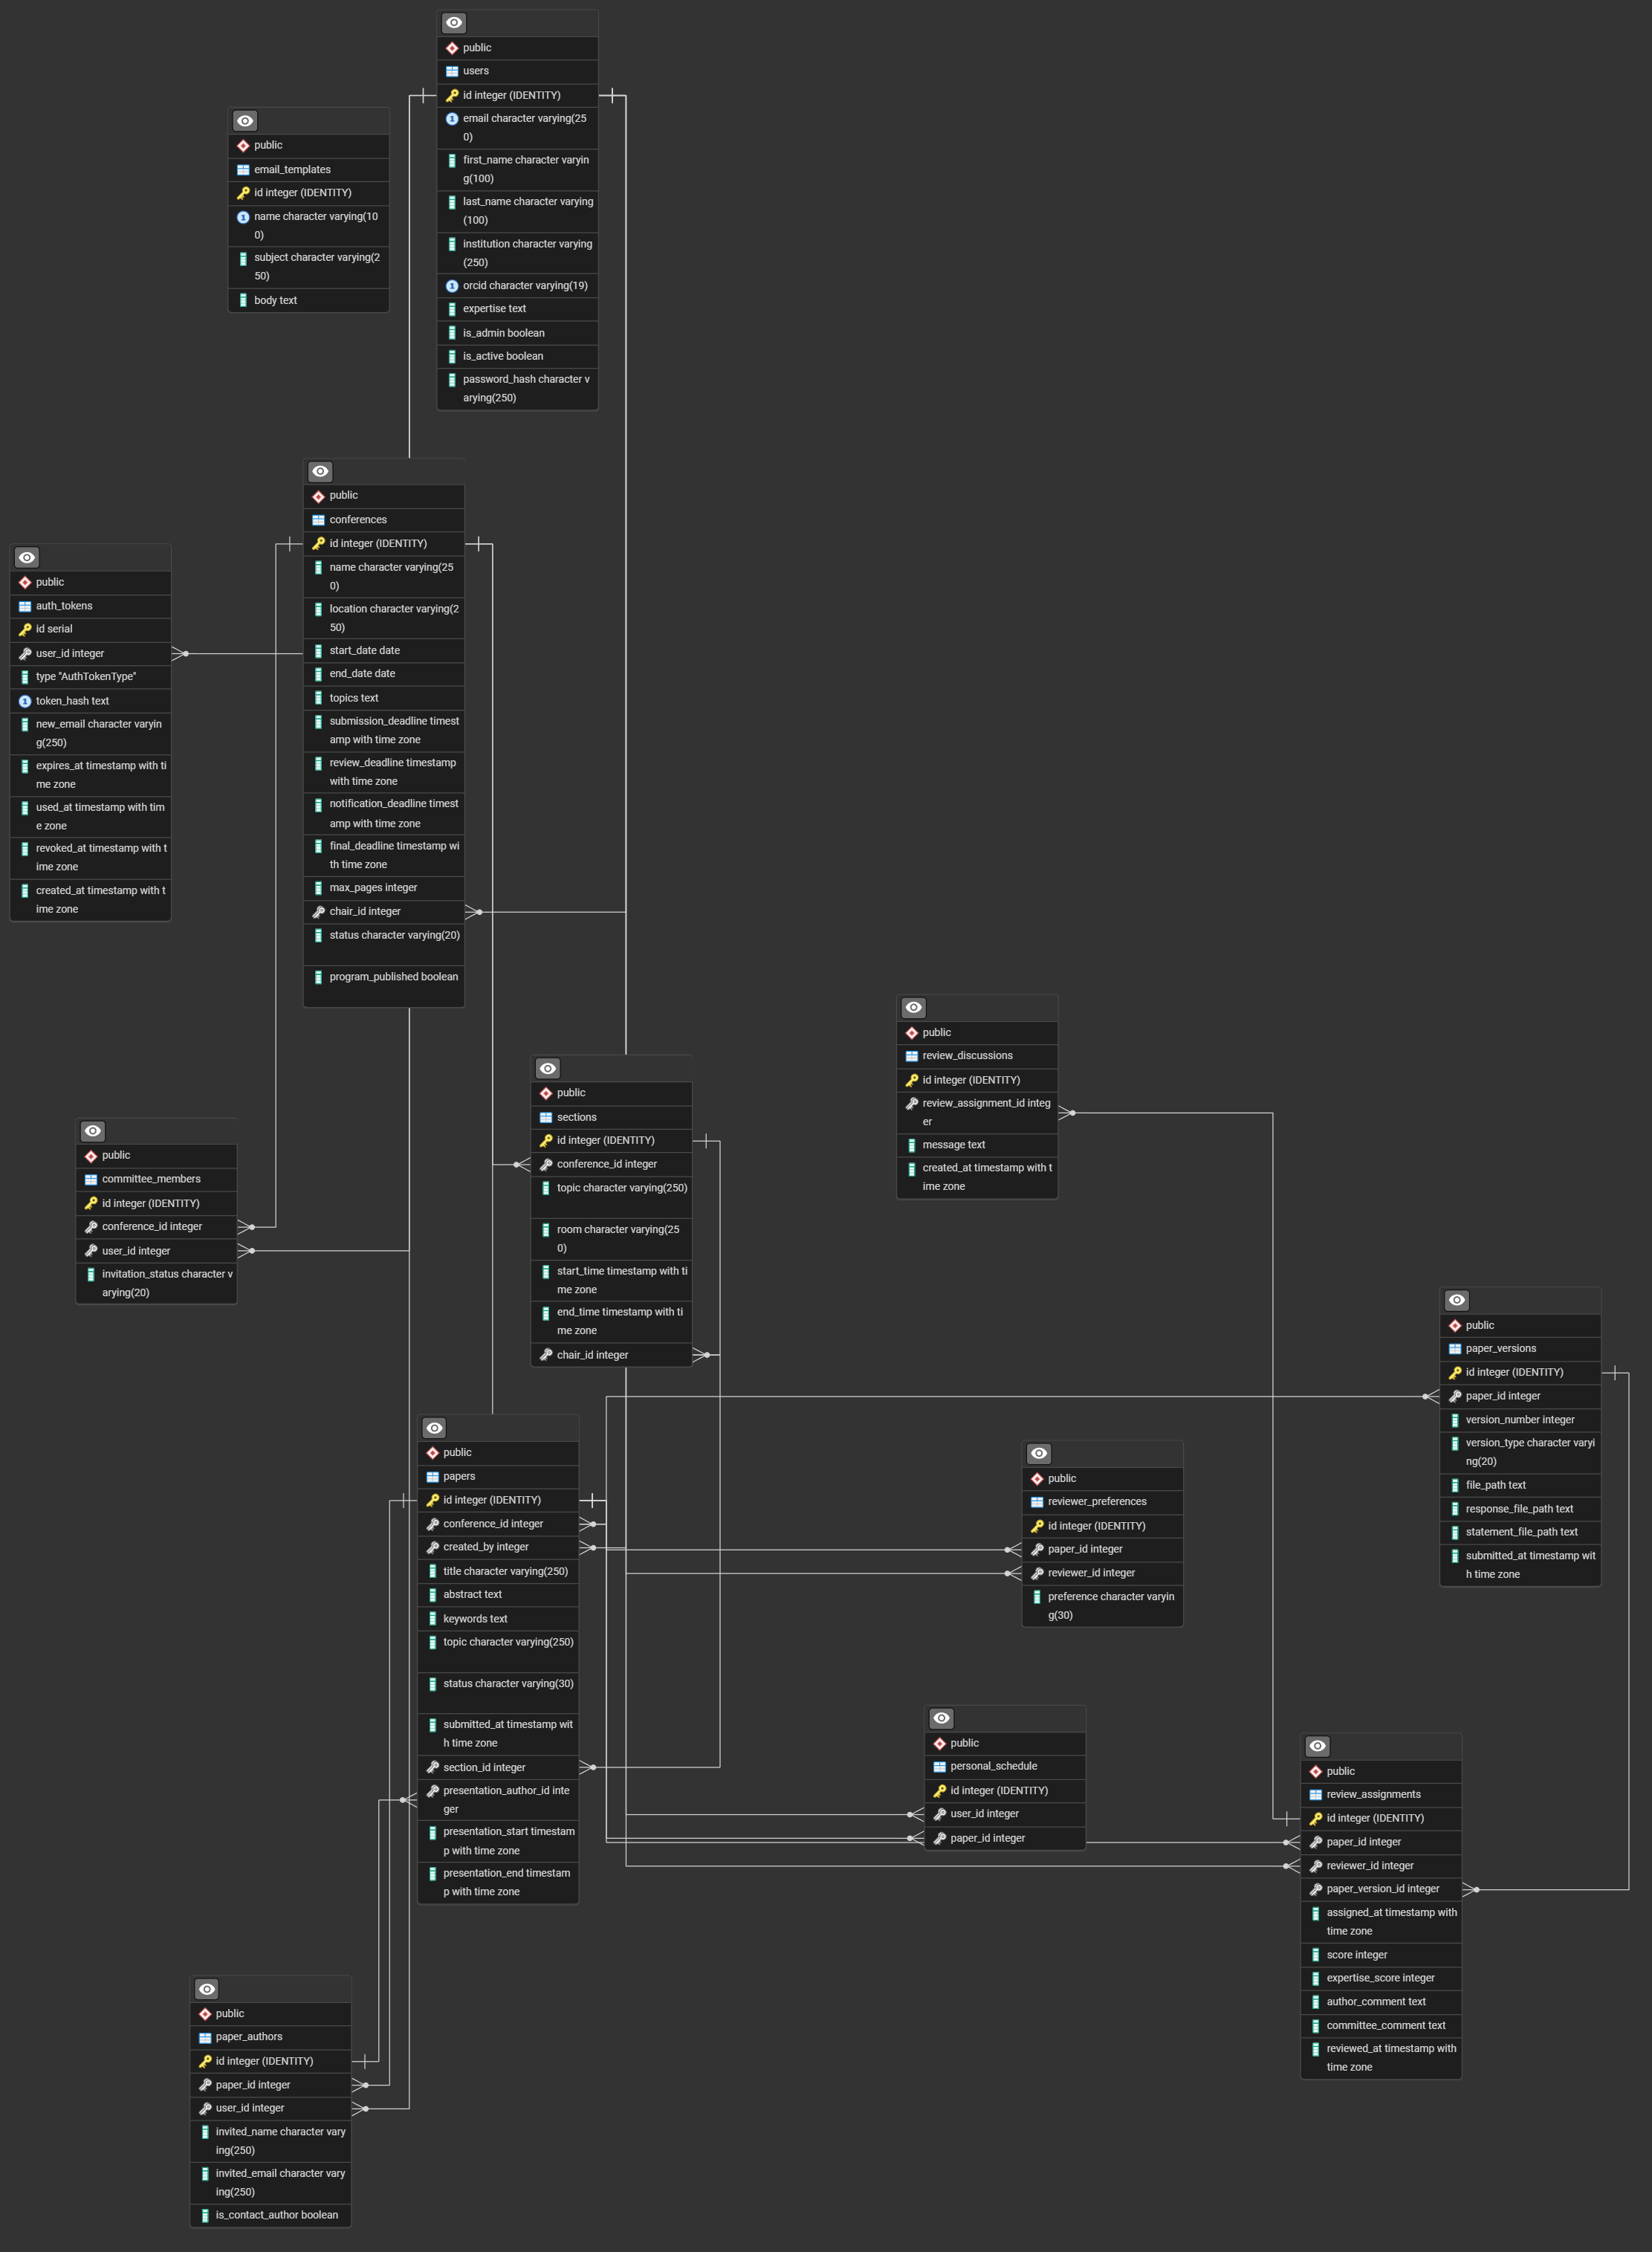 public
users
id integer (IDENTITY)
email character varying(25
0)
first_name character varyin
g(100)
last_name character varying
(100)
institution character varying
(250)
orcid character varying(19)
expertise text
is_admin boolean
is_active boolean
password_hash character v
arying(250)
public
email_templates
id integer (IDENTITY)
name character varying(10
0)
subject character varying(2
50)
body text
public
conferences
id integer (IDENTITY)
name character varying(25
0)
location character varying(2
50)
start_date date
end_date date
topics text
submission_deadline timest
amp with time zone
review_deadline timestamp
with time zone
notification_deadline timest
amp with time zone
final_deadline timestamp wi
th time zone
max_pages integer
chair_id integer
status character varying(20)
program_published boolean
public
auth_tokens
id serial
user_id integer
type "AuthTokenType"
token_hash text
new_email character varyin
g(250)
expires_at timestamp with ti
me zone
used_at timestamp with tim
e zone
revoked_at timestamp with t
ime zone
created_at timestamp with t
ime zone
public
review_discussions
id integer (IDENTITY)
review_assignment_id integ
er
message text
created_at timestamp with t
ime zone
public
sections
id integer (IDENTITY)
conference_id integer
topic character varying(250)
room character varying(25
0)
start_time timestamp with ti
me zone
end_time timestamp with ti
me zone
chair_id integer
public
committee_members
id integer (IDENTITY)
conference_id integer
user_id integer
invitation_status character v
arying(20)
public
paper_versions
id integer (IDENTITY)
paper_id integer
version_number integer
version_type character varyi
ng(20)
file_path text
response_file_path text
statement_file_path text
submitted_at timestamp wit
h time zone
public
papers
id integer (IDENTITY)
conference_id integer
created_by integer
title character varying(250)
abstract text
keywords text
topic character varying(250)
status character varying(30)
submitted_at timestamp wit
h time zone
section_id integer
presentation_author_id inte
ger
presentation_start timestam
p with time zone
presentation_end timestam
p with time zone
public
reviewer_preferences
id integer (IDENTITY)
paper_id integer
reviewer_id integer
preference character varyin
g(30)
public
personal_schedule
id integer (IDENTITY)
user_id integer
paper_id integer
public
review_assignments
id integer (IDENTITY)
paper_id integer
reviewer_id integer
paper_version_id integer
assigned_at timestamp with
time zone
score integer
expertise_score integer
author_comment text
committee_comment text
reviewed_at timestamp with
time zone
public
paper_authors
id integer (IDENTITY)
paper_id integer
user_id integer
invited_name character vary
ing(250)
invited_email character vary
ing(250)
is_contact_author boolean